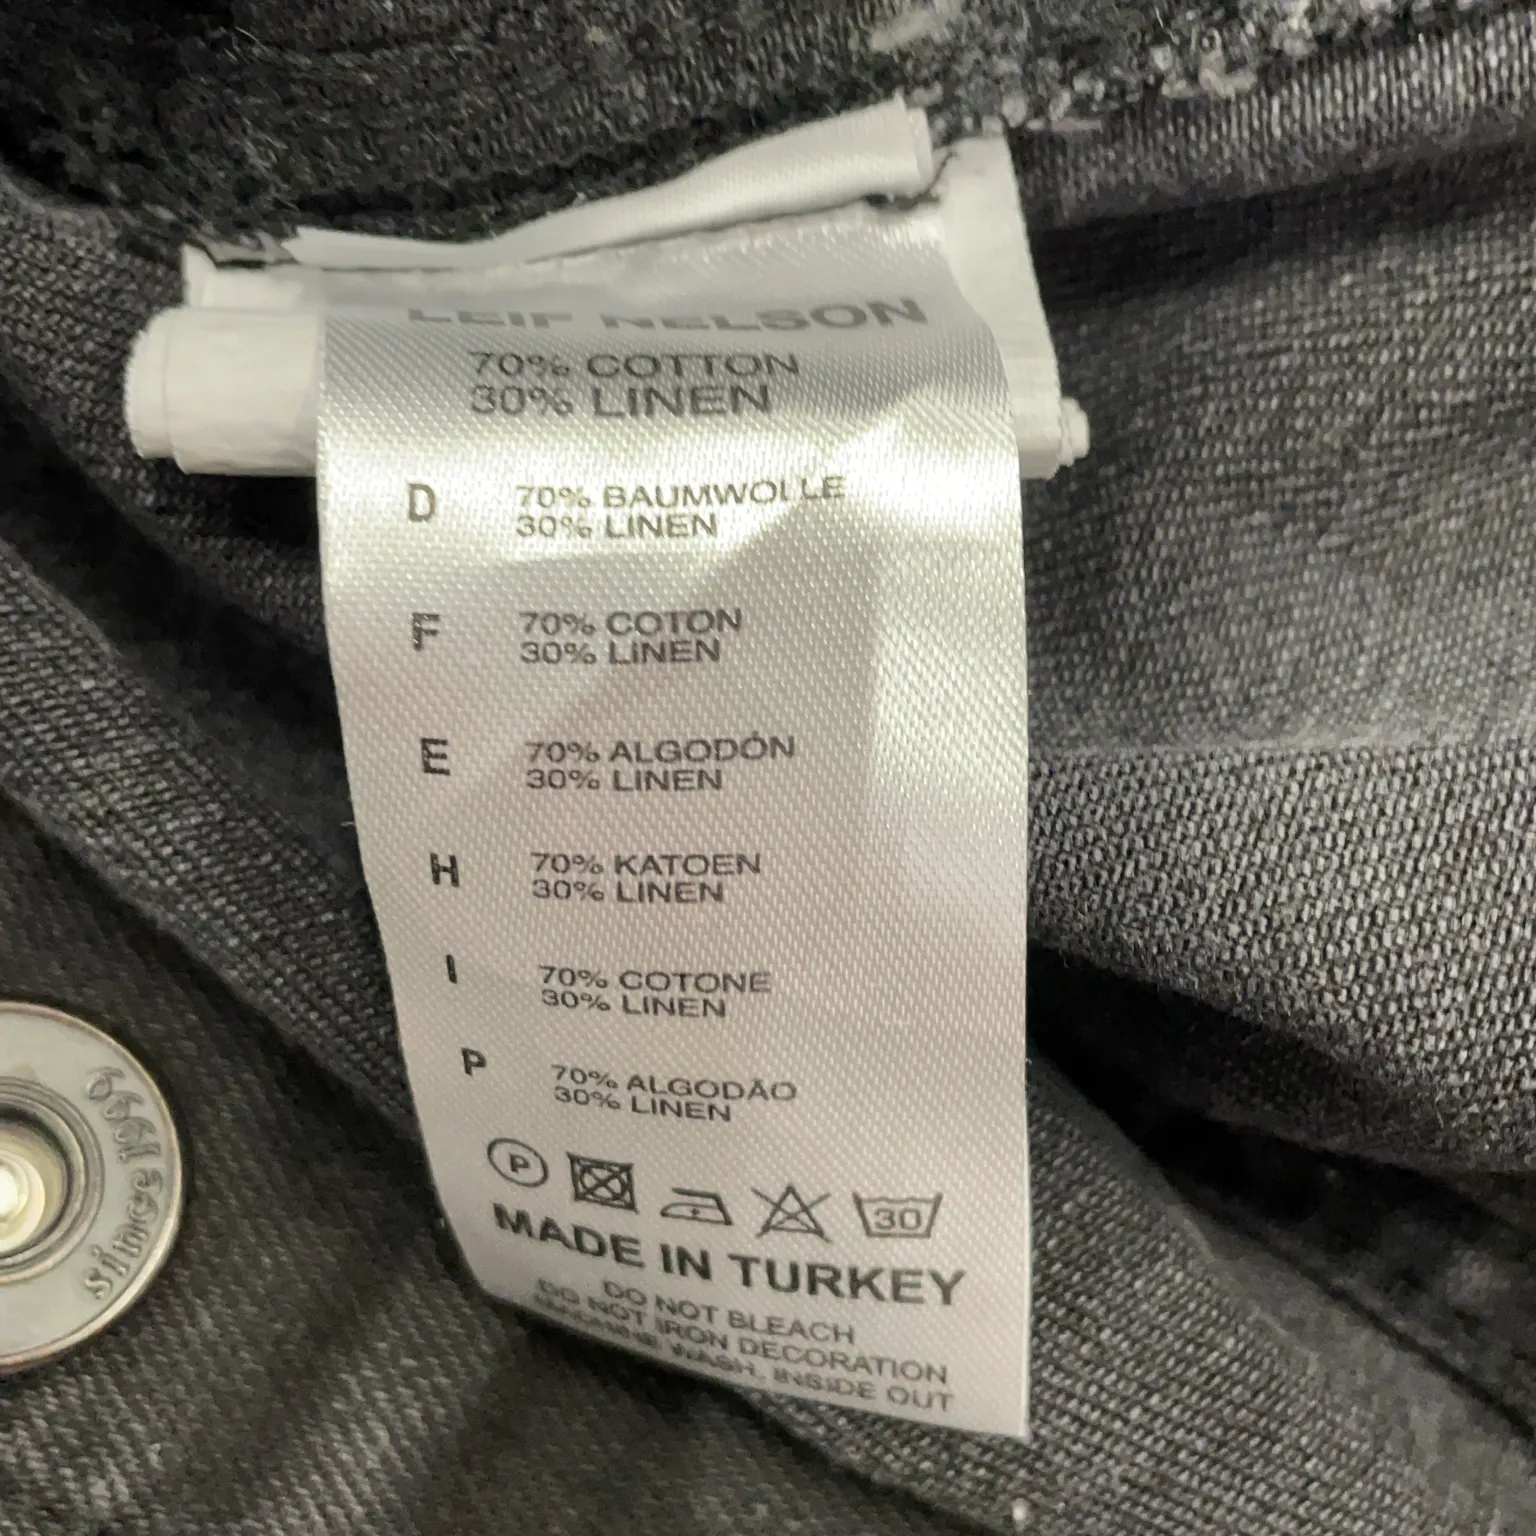 LEIF NELSON
70% COTTON
30% LINEN
D 70% BAUMWOLLE
30% LINEN
F 70% COTON
30% LINEN
E 70% ALGODÓN
30% LINEN
H 70% KATOEN
30% LINEN
I 70% COTONE
30% LINEN
P 70% ALGODÃO
30% LINEN
P
30
MADE IN TURKEY
DO NOT BLEACH
DO NOT IRON DECORATION
MACHINE WASH, INSIDE OUT
since 1999